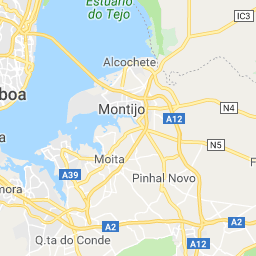 Estuário
do Tejo
IC3
Alcochete
boa
Montijo
N4
A12
N5
a
Moita
F
A39
Pinhal Novo
mora
A2
A2
Q.ta do Conde
A12